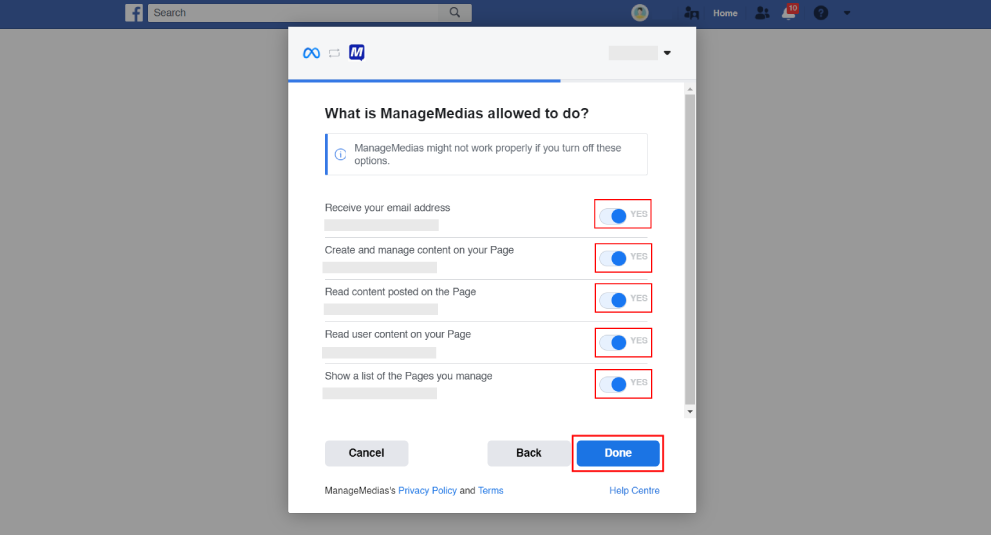 Search
Home
10
?
M
What is ManageMedias allowed to do?
ManageMedias might not work properly if you turn off these
options.
Receive your email address
YES
Create and manage content on your Page
YES
Read content posted on the Page
YES
Read user content on your Page
YES
Show a list of the Pages you manage
YES
Cancel
Back
Done
ManageMedias's Privacy Policy and Terms
Help Centre